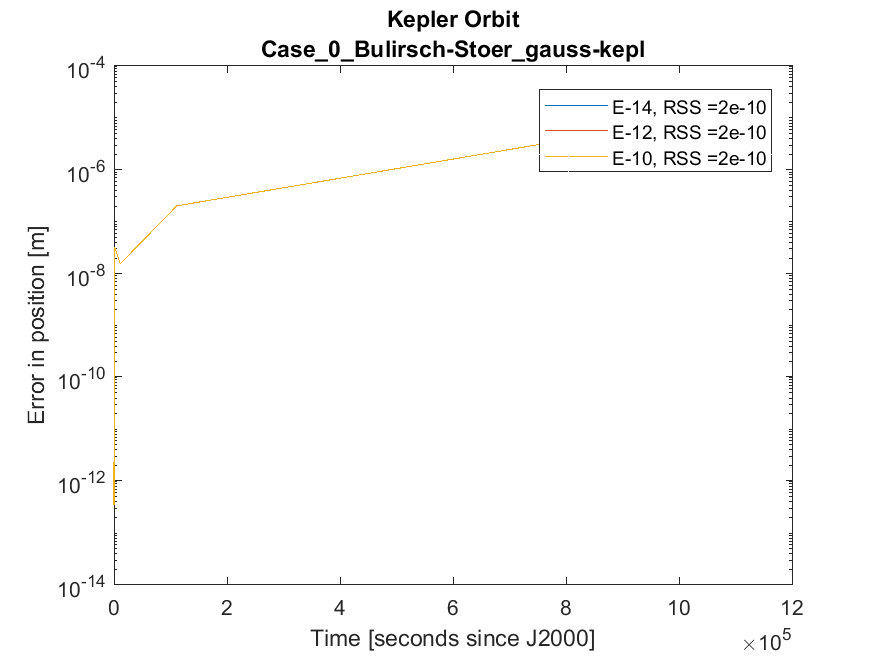 Kepler Orbit
Case_0_Bulirsch-Stoer_gauss-kepl
E-14, RSS =2e-10
E-12, RSS =2e-10
E-10, RSS =2e-10
Error in position [m]
10^-4
10^-6
10^-8
10^-10
10^-12
10^-14
0 2 4 6 8 10 12
×10^5
Time [seconds since J2000]